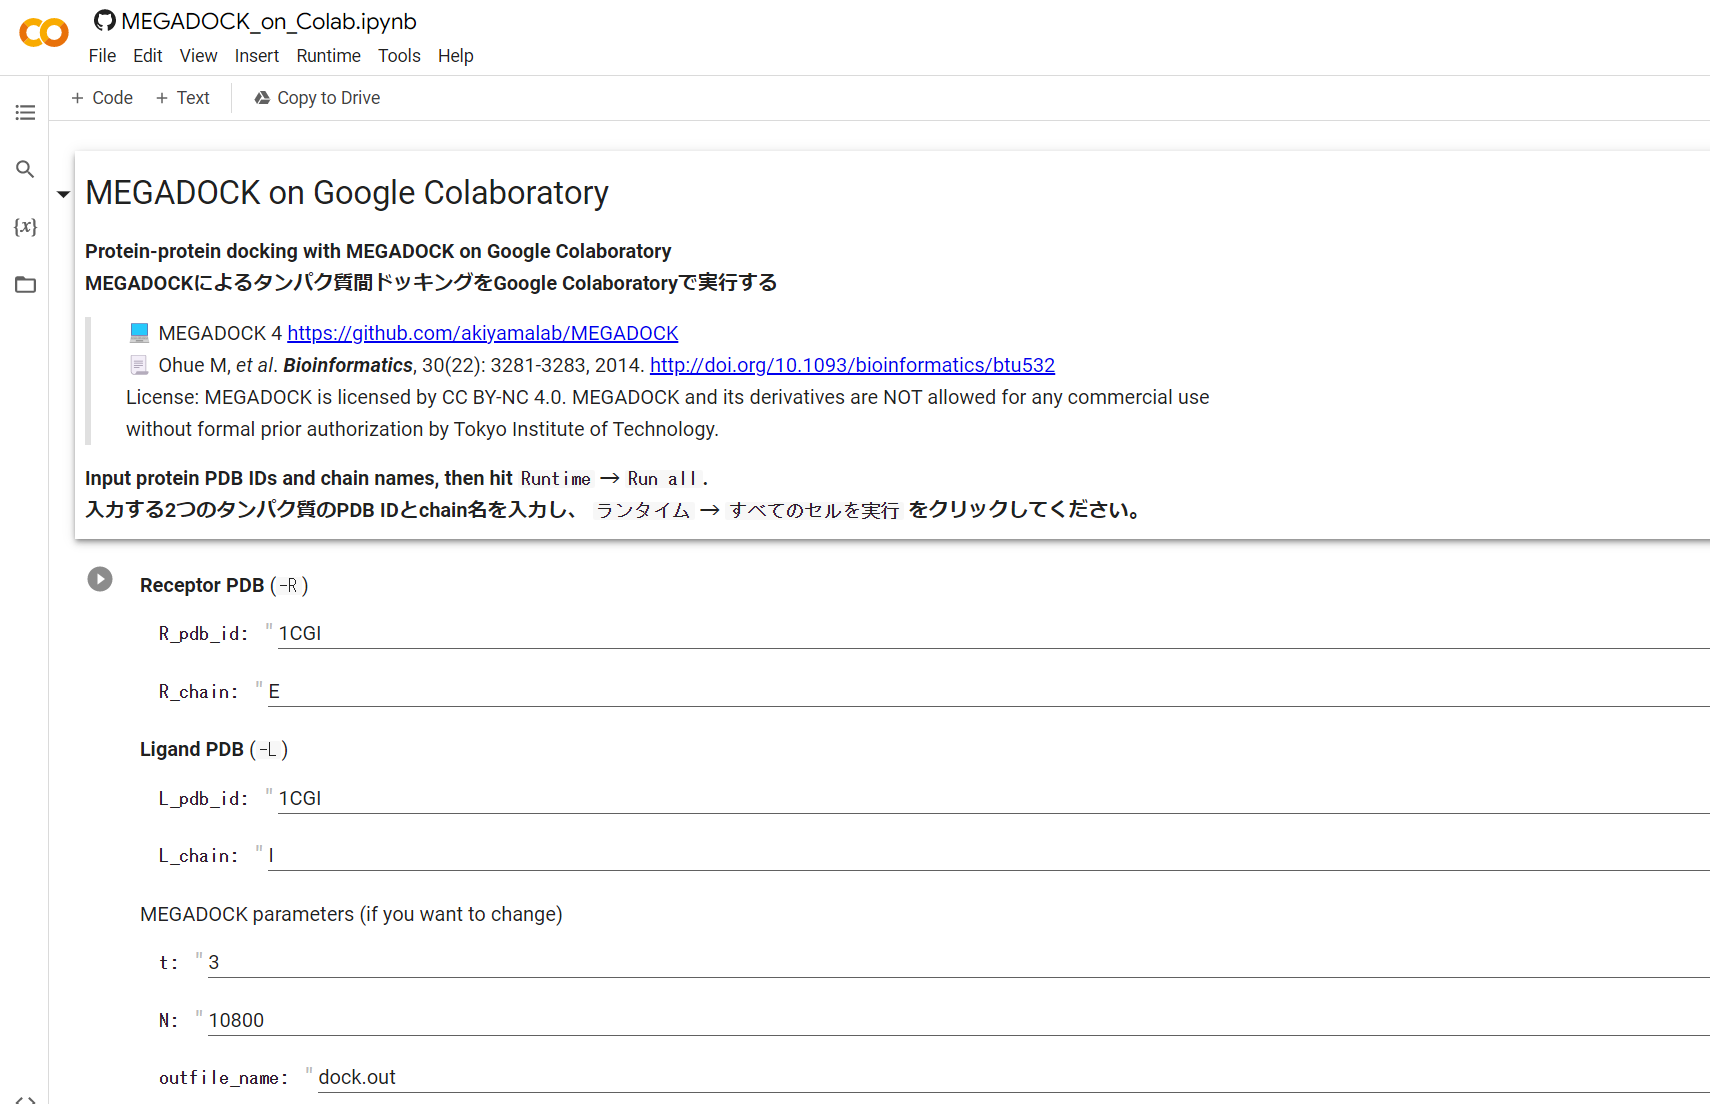 MEGADOCK_on_Colab.ipynb
File Edit View Insert Runtime Tools Help
+ Code + Text Copy to Drive
{x}
MEGADOCK on Google Colaboratory
Protein-protein docking with MEGADOCK on Google Colaboratory
MEGADOCKによるタンパク質間ドッキングをGoogle Colaboratoryで実行する
MEGADOCK 4 https://github.com/akiyamalab/MEGADOCK
Ohue M, et al. Bioinformatics, 30(22): 3281-3283, 2014. http://doi.org/10.1093/bioinformatics/btu532
License: MEGADOCK is licensed by CC BY-NC 4.0. MEGADOCK and its derivatives are NOT allowed for any commercial use
without formal prior authorization by Tokyo Institute of Technology.
Input protein PDB IDs and chain names, then hit Runtime → Run all.
入力する2つのタンパク質のPDB IDとchain名を入力し、 ランタイム → すべてのセルを実行 をクリックしてください。
Receptor PDB (-R)
R_pdb_id: "1CGI
R_chain: "E
Ligand PDB (-L)
L_pdb_id: "1CGI
L_chain: "I
MEGADOCK parameters (if you want to change)
t: "3
N: "10800
outfile_name: "dock.out